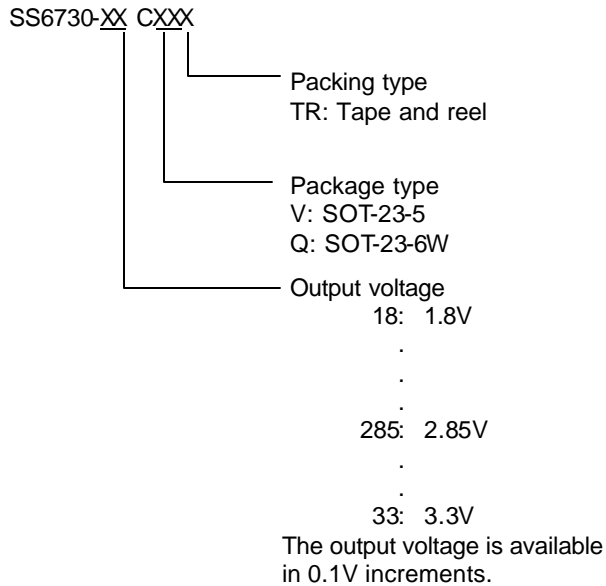 SS6730-XX CXXX
Packing type
TR: Tape and reel
Package type
V: SOT-23-5
Q: SOT-23-6W
Output voltage
18: 1.8V
.
.
.
285: 2.85V
.
.
33: 3.3V
The output voltage is available
in 0.1V increments.